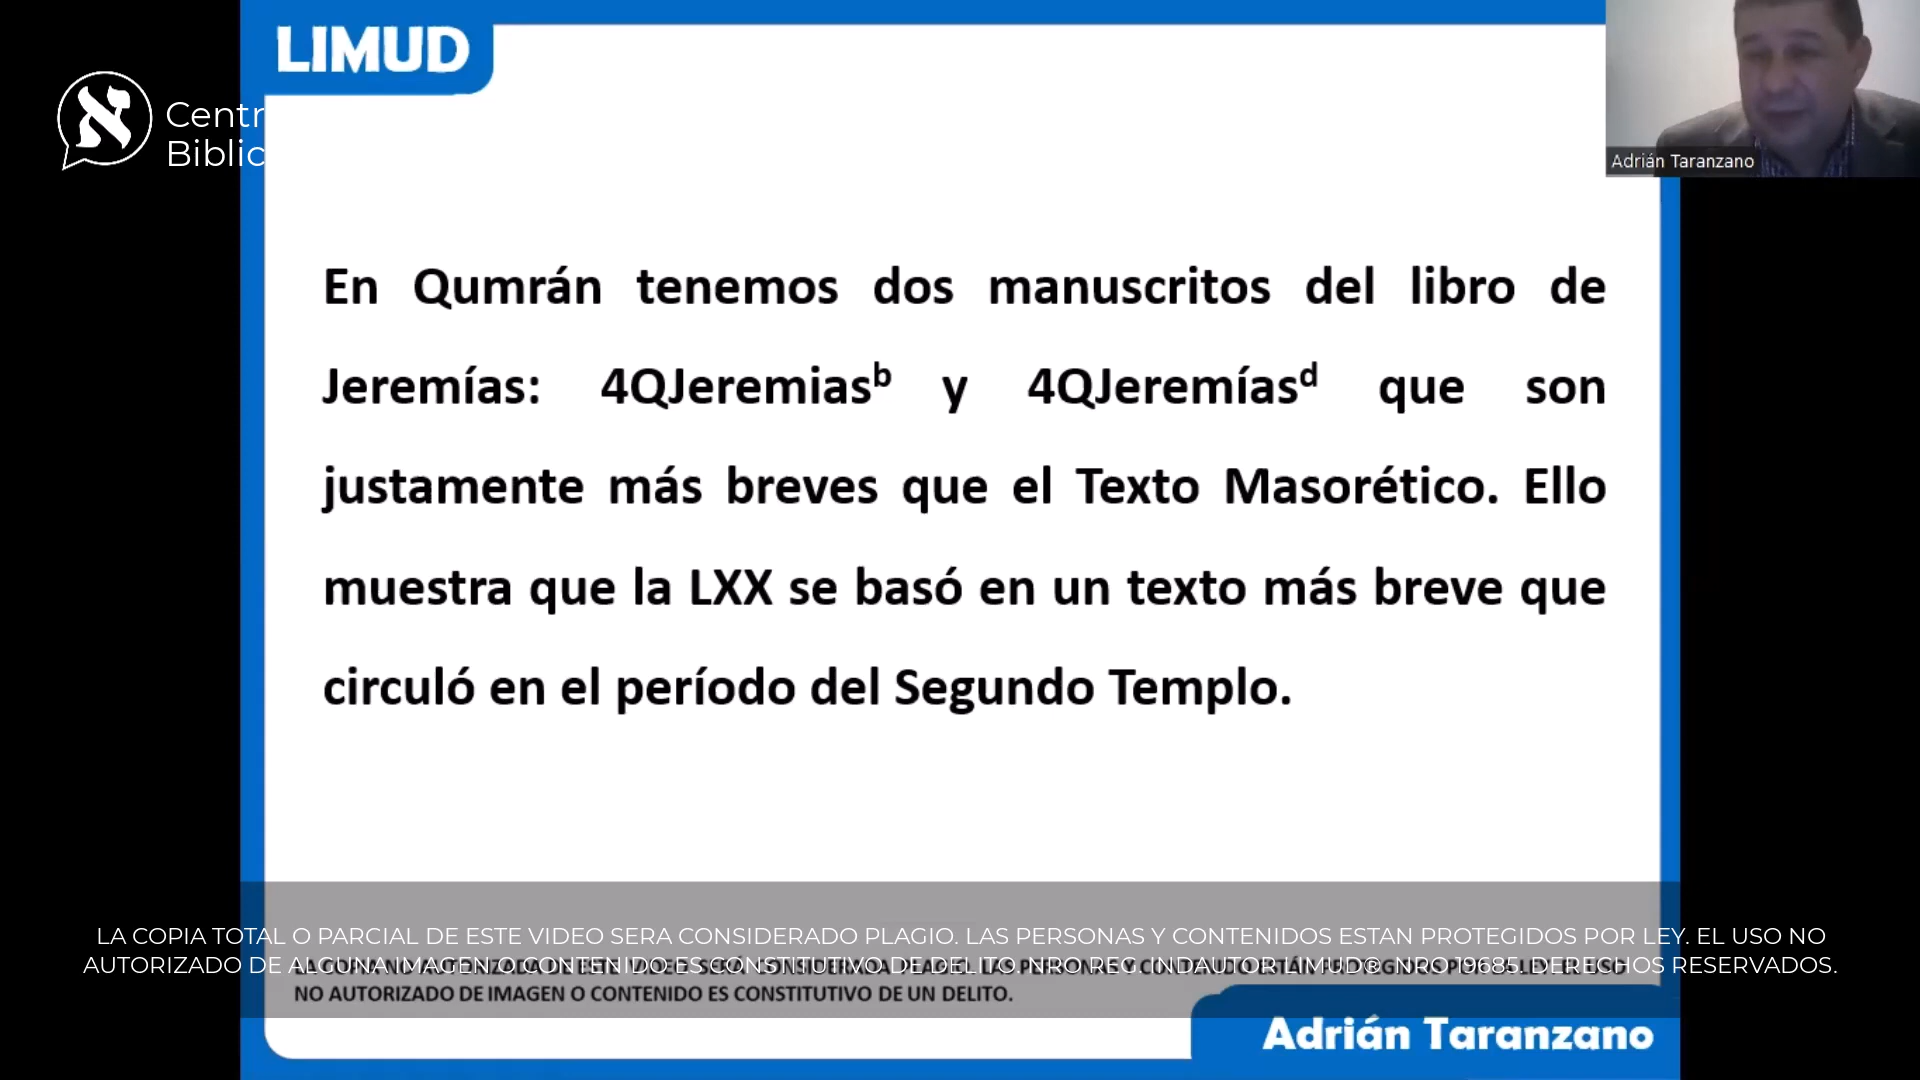 LIMUD
א
Centr
Biblic
Adrián Taranzano
En Qumrán tenemos dos manuscritos del libro de
Jeremías: 4QJeremiasᵇ y 4QJeremíasᵈ que son
justamente más breves que el Texto Masorético. Ello
muestra que la LXX se basó en un texto más breve que
circuló en el período del Segundo Templo.
LA COPIA TOTAL O PARCIAL DE ESTE VIDEO SERA CONSIDERADO PLAGIO. LAS PERSONAS Y CONTENIDOS ESTAN PROTEGIDOS POR LEY. EL USO NO
AUTORIZADO DE ALGUNA IMAGEN O CONTENIDO ES CONSTITUTIVO DE DELITO. NRO REG. INDAUTOR LIMUD® NRO 19685. DERECHOS RESERVADOS.
NO AUTORIZADO DE IMAGEN O CONTENIDO ES CONSTITUTIVO DE UN DELITO.
Adrián Taranzano